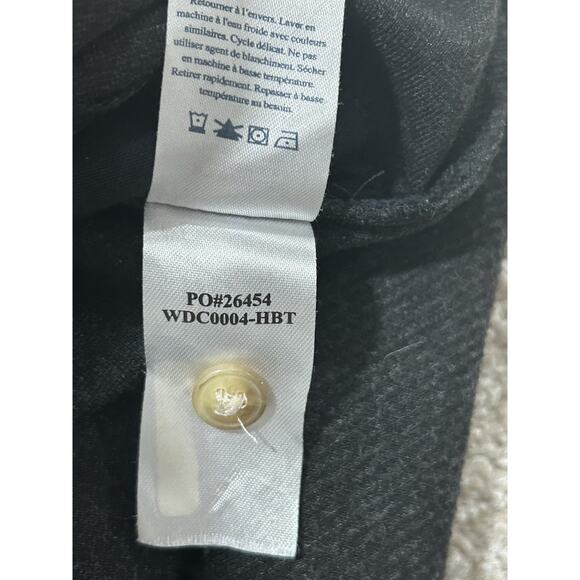 Retourner à l'envers. Laver en
machine à l'eau froide avec couleurs
similaires. Cycle délicat. Ne pas
utiliser agent de blanchiment. Sécher
en machine à basse température.
Retirer rapidement. Repasser à basse
température au besoin.
PO#26454
WDC0004-HBT